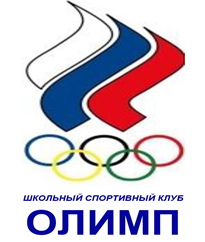 ШКОЛЬНЫЙ СПОРТИВНЫЙ КЛУБ
ОЛИМП